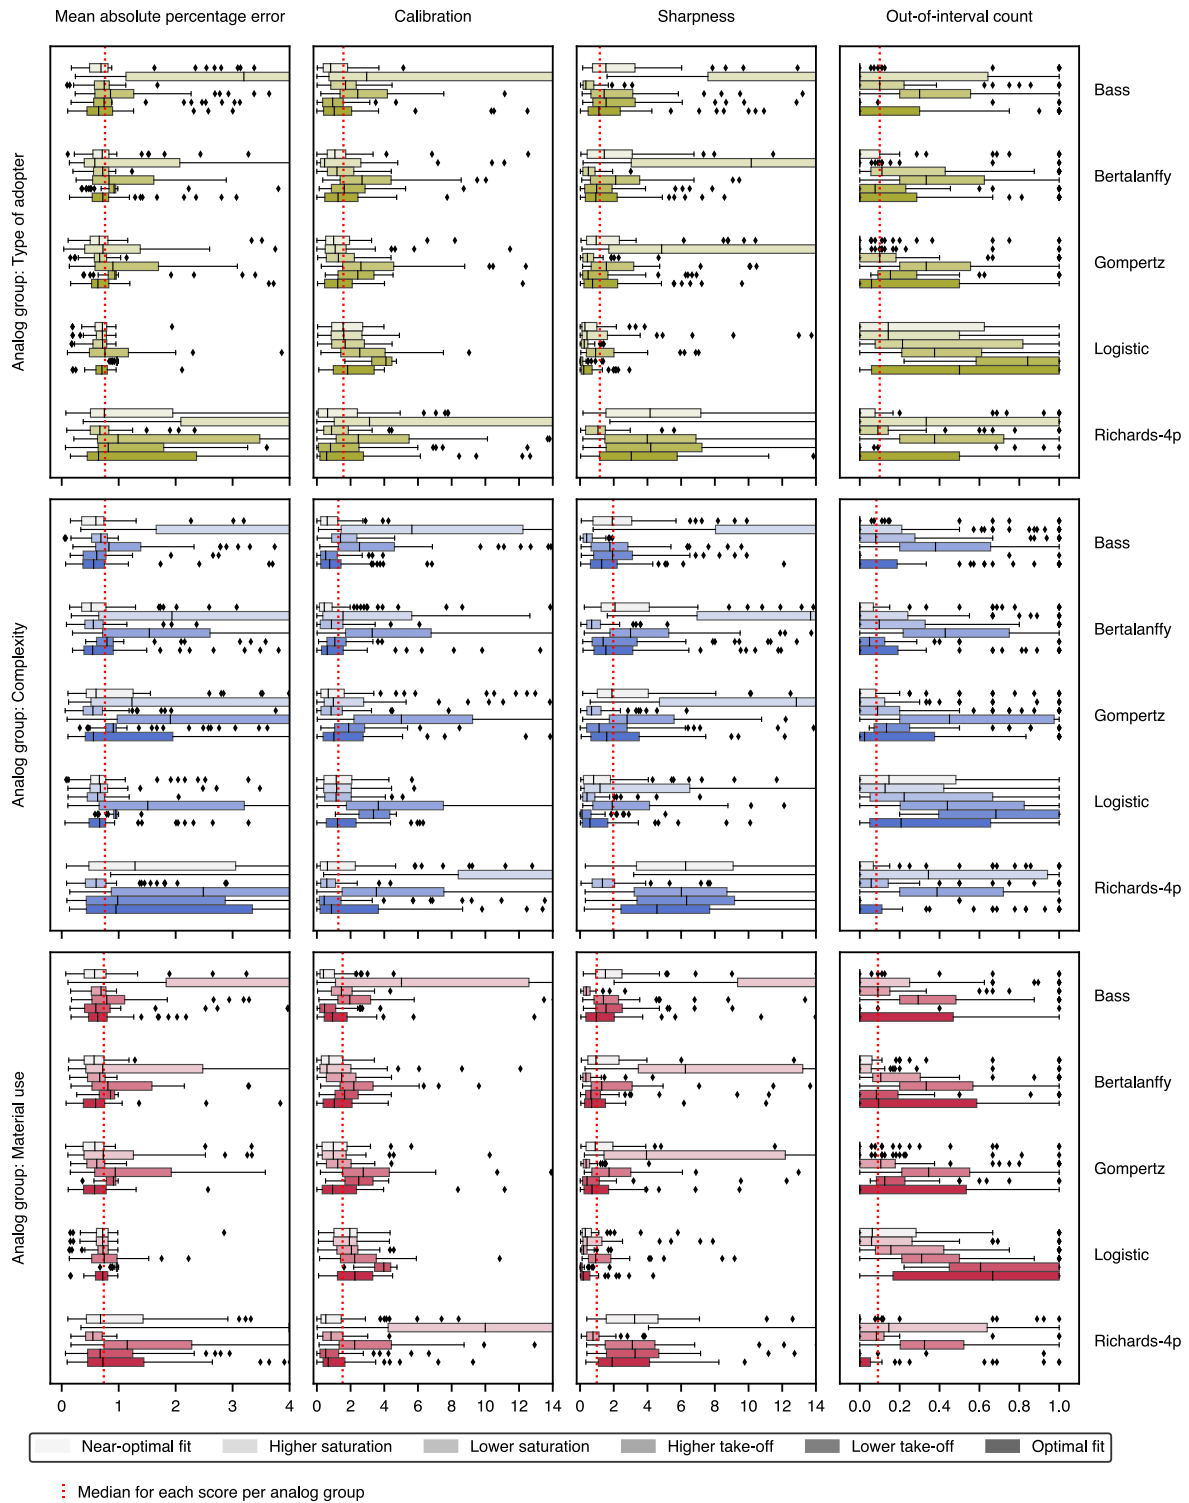 Mean absolute percentage error
Calibration
Sharpness
Out-of-interval count
Analog group: Type of adopter
Bass
Bertalanffy
Gompertz
Logistic
Richards-4p
Analog group: Complexity
Bass
Bertalanffy
Gompertz
Logistic
Richards-4p
Analog group: Material use
Bass
Bertalanffy
Gompertz
Logistic
Richards-4p
0 1 2 3 4
0 2 4 6 8 10 12 14
0 2 4 6 8 10 12 14
0.0 0.2 0.4 0.6 0.8 1.0
Near-optimal fit Higher saturation Lower saturation Higher take-off Lower take-off Optimal fit
Median for each score per analog group